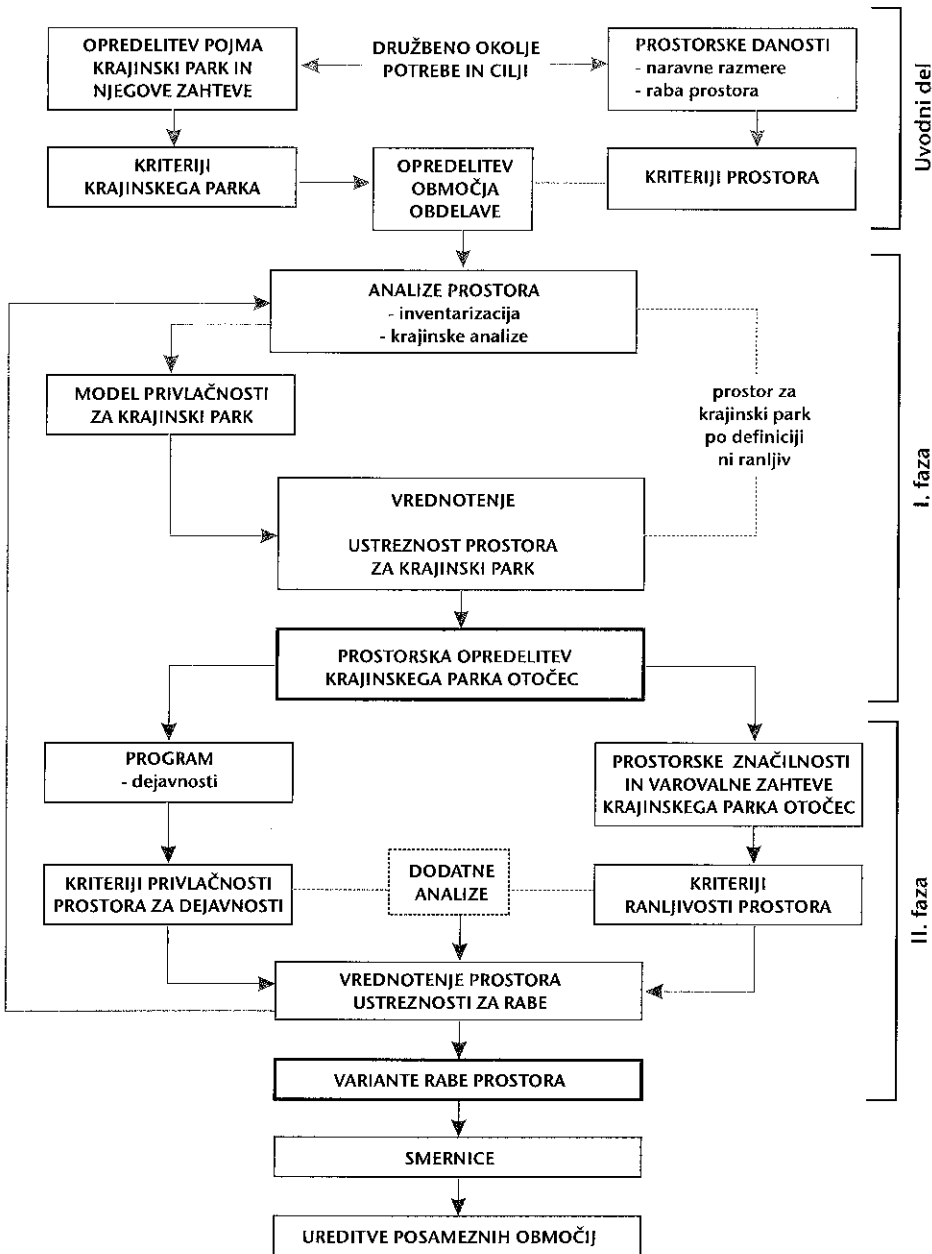 OPREDELITEV POJMA
KRAJINSKI PARK IN
NJEGOVE ZAHTEVE
DRUŽBENO OKOLJE
POTREBE IN CILJI
PROSTORSKE DANOSTI
- naravne razmere
- raba prostora
KRITERIJI
KRAJINSKEGA PARKA
OPREDELITEV
OBMOČJA
OBDELAVE
KRITERIJI PROSTORA
Uvodni del
ANALIZE PROSTORA
- inventarizacija
- krajinske analize
MODEL PRIVLAČNOSTI
ZA KRAJINSKI PARK
prostor za
krajinski park
po definiciji
ni ranljiv
VREDNOTENJE
USTREZNOST PROSTORA
ZA KRAJINSKI PARK
PROSTORSKA OPREDELITEV
KRAJINSKEGA PARKA OTOČEC
I. faza
PROGRAM
- dejavnosti
PROSTORSKE ZNAČILNOSTI
IN VAROVALNE ZAHTEVE
KRAJINSKEGA PARKA OTOČEC
KRITERIJI PRIVLAČNOSTI
PROSTORA ZA DEJAVNOSTI
DODATNE
ANALIZE
KRITERIJI
RANLJIVOSTI PROSTORA
VREDNOTENJE PROSTORA
USTREZNOSTI ZA RABE
VARIANTE RABE PROSTORA
II. faza
SMERNICE
UREDITVE POSAMEZNIH OBMOČIJ